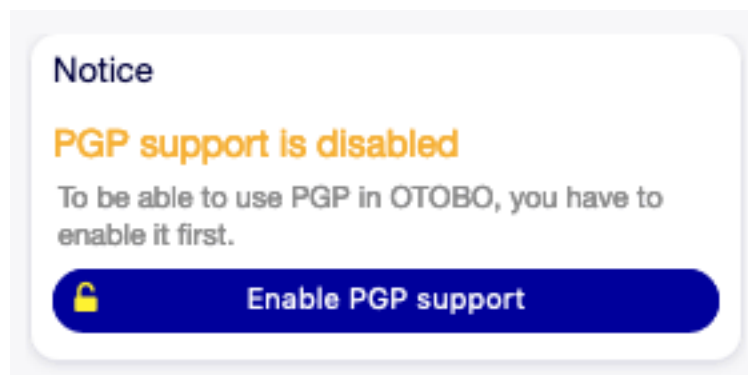 Notice
PGP support is disabled
To be able to use PGP in OTOBO, you have to
enable it first.
Enable PGP support